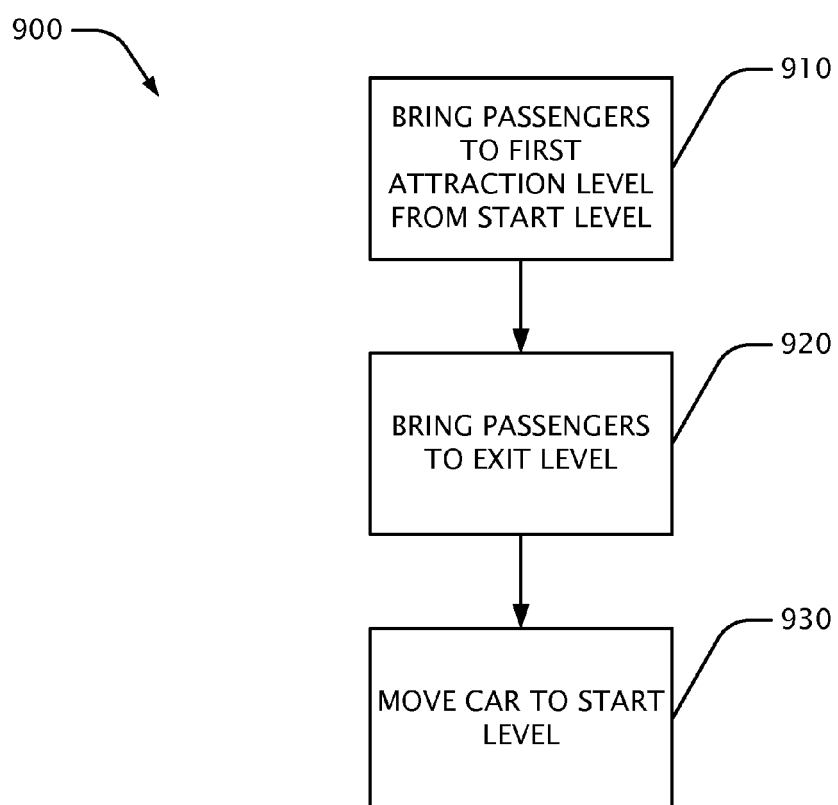 900
910
BRING PASSENGERS
TO FIRST
ATTRACTION LEVEL
FROM START LEVEL
920
BRING PASSENGERS
TO EXIT LEVEL
930
MOVE CAR TO START
LEVEL